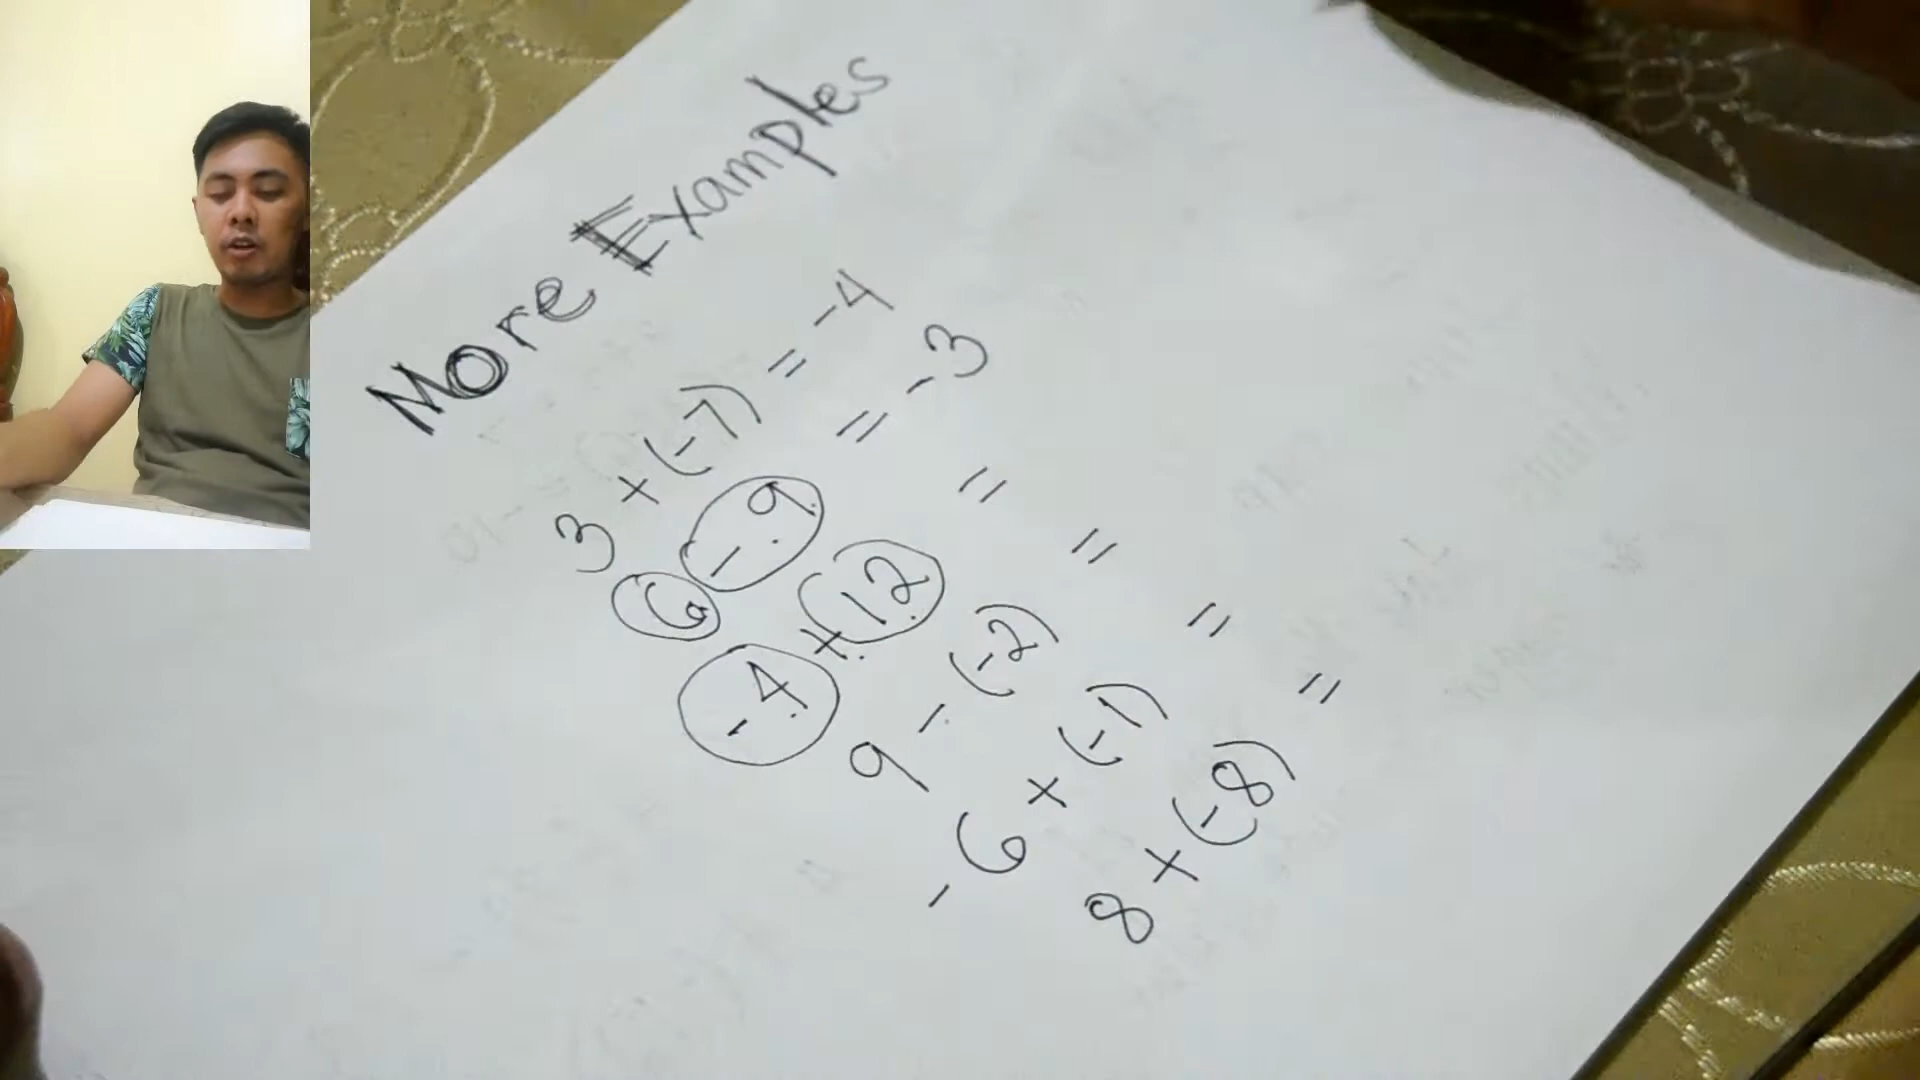 More Examples
3 + (-7) = -4
6 - 9 = -3
-4 + (12) =
9 - (-2) =
-6 + (-1) =
8 + (-8) =